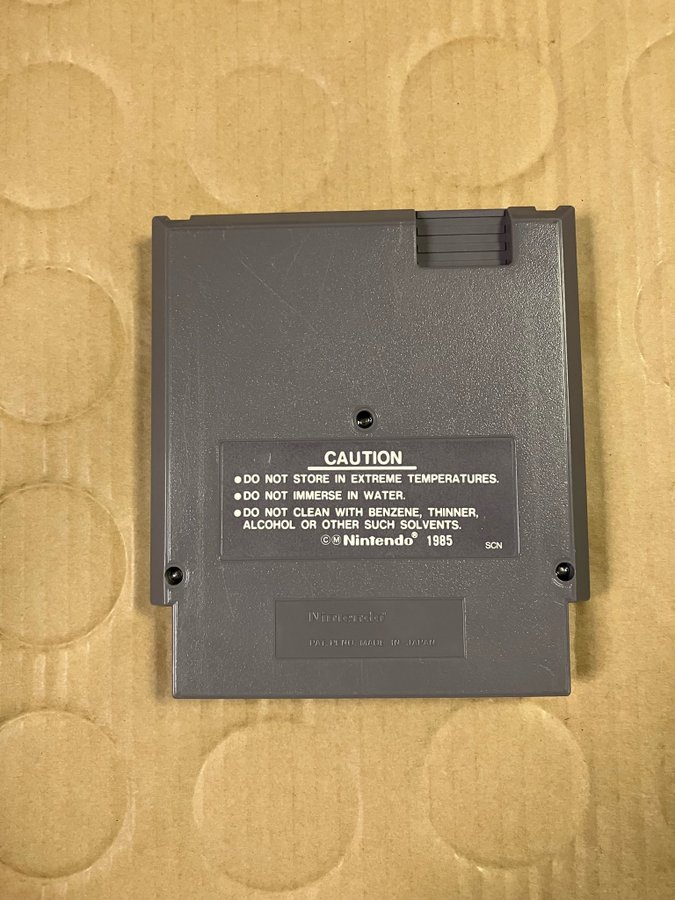 CAUTION
●DO NOT STORE IN EXTREME TEMPERATURES.
●DO NOT IMMERSE IN WATER.
●DO NOT CLEAN WITH BENZENE, THINNER,
ALCOHOL OR OTHER SUCH SOLVENTS.
ⒸⓂ Nintendo® 1985
SCN
Nintendo®
PAT. PEND. MADE IN JAPAN